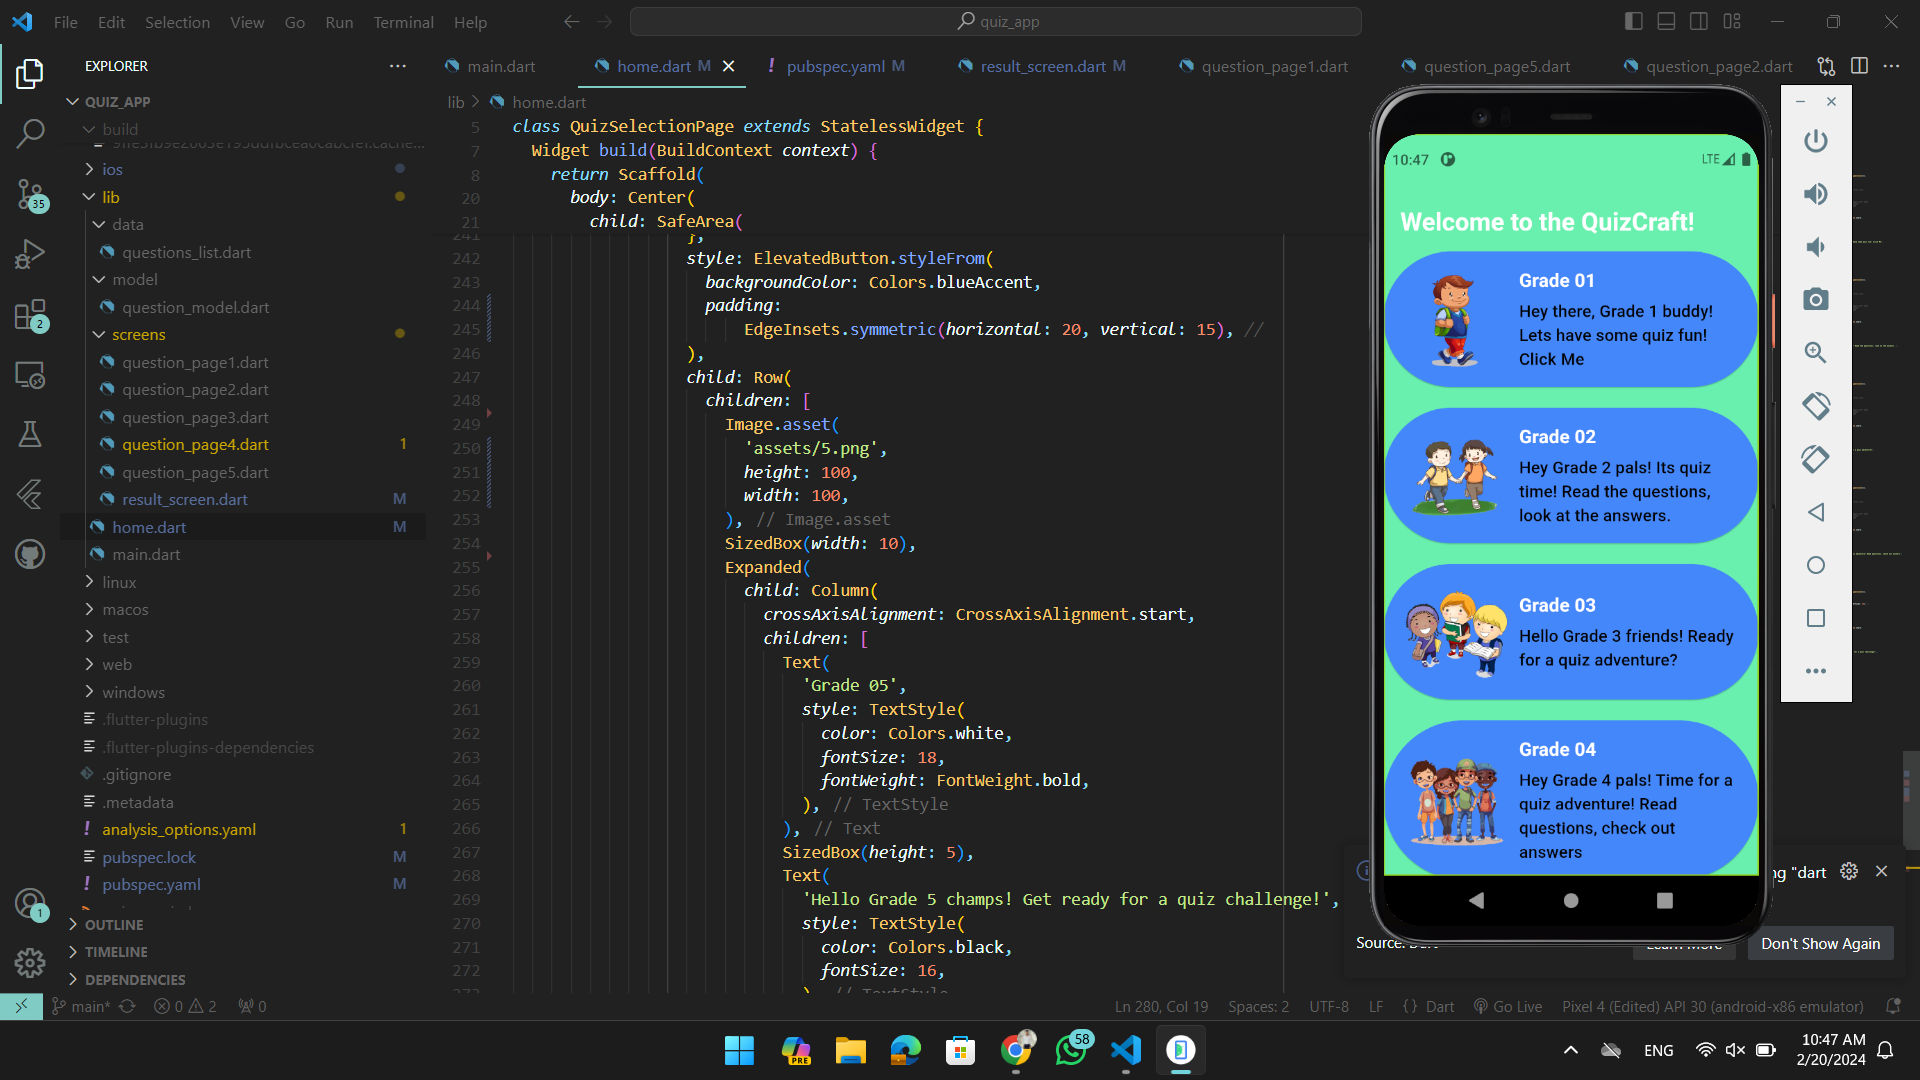 File Edit Selection View Go Run Terminal Help
quiz_app
EXPLORER
main.dart
home.dart M
! pubspec.yaml M
result_screen.dart M
question_page1.dart
question_page5.dart
question_page2.dart
QUIZ_APP
build
ios
lib
data
questions_list.dart
model
question_model.dart
screens
question_page1.dart
question_page2.dart
question_page3.dart
question_page4.dart 1
question_page5.dart
result_screen.dart M
home.dart M
main.dart
linux
macos
test
web
windows
.flutter-plugins
.flutter-plugins-dependencies
.gitignore
.metadata
! analysis_options.yaml 1
pubspec.lock M
! pubspec.yaml M
OUTLINE
TIMELINE
DEPENDENCIES
35
2
1
lib > home.dart
5 class QuizSelectionPage extends StatelessWidget {
7 Widget build(BuildContext context) {
8 return Scaffold(
20 body: Center(
21 child: SafeArea(
241 },
242 style: ElevatedButton.styleFrom(
243 backgroundColor: Colors.blueAccent,
244 padding:
245 EdgeInsets.symmetric(horizontal: 20, vertical: 15), //
246 ),
247 child: Row(
248 children: [
249 Image.asset(
250 'assets/5.png',
251 height: 100,
252 width: 100,
253 ), // Image.asset
254 SizedBox(width: 10),
255 Expanded(
256 child: Column(
257 crossAxisAlignment: CrossAxisAlignment.start,
258 children: [
259 Text(
260 'Grade 05',
261 style: TextStyle(
262 color: Colors.white,
263 fontSize: 18,
264 fontWeight: FontWeight.bold,
265 ), // TextStyle
266 ), // Text
267 SizedBox(height: 5),
268 Text(
269 'Hello Grade 5 champs! Get ready for a quiz challenge!',
270 style: TextStyle(
271 color: Colors.black,
272 fontSize: 16,
273 ), // TextStyle
10:47
LTE
Welcome to the QuizCraft!
Grade 01
Hey there, Grade 1 buddy!
Lets have some quiz fun!
Click Me
Grade 02
Hey Grade 2 pals! Its quiz
time! Read the questions,
look at the answers.
Grade 03
Hello Grade 3 friends! Ready
for a quiz adventure?
Grade 04
Hey Grade 4 pals! Time for a
quiz adventure! Read
questions, check out
answers
"dart
Source: Dart
Learn More
Don't Show Again
main* 0 2 0
Ln 280, Col 19 Spaces: 2 UTF-8 LF {} Dart Go Live Pixel 4 (Edited) API 30 (android-x86 emulator)
PRE
58
ENG
10:47 AM
2/20/2024